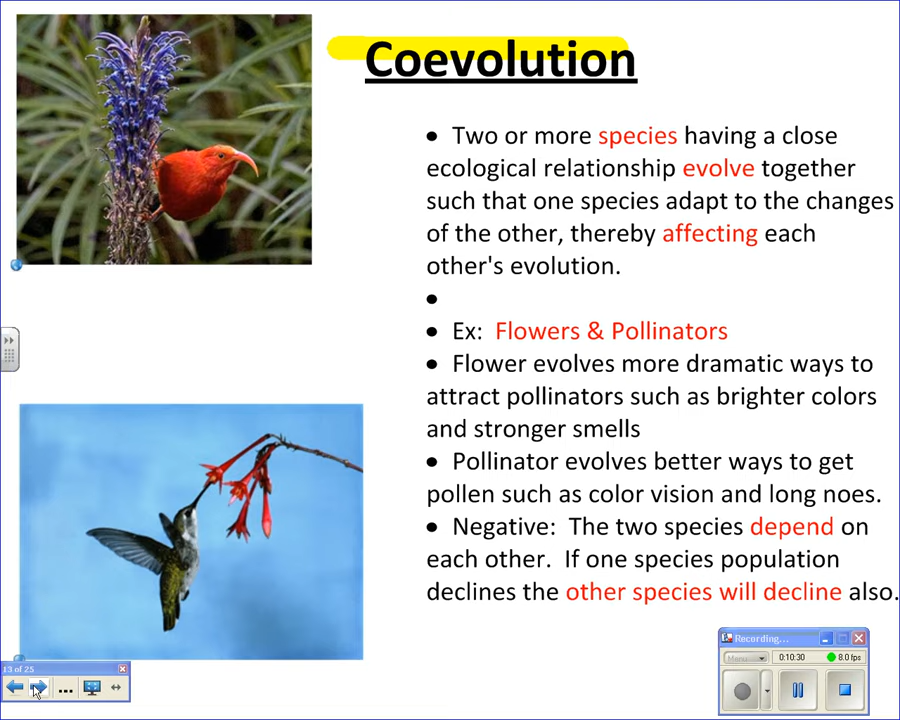 Coevolution
• Two or more species having a close
ecological relationship evolve together
such that one species adapt to the changes
of the other, thereby affecting each
other's evolution.
•
• Ex: Flowers & Pollinators
• Flower evolves more dramatic ways to
attract pollinators such as brighter colors
and stronger smells
• Pollinator evolves better ways to get
pollen such as color vision and long noes.
• Negative: The two species depend on
each other. If one species population
declines the other species will decline also.
13 of 25
...
Recording...
Menu
0:10:30
8.0 fps